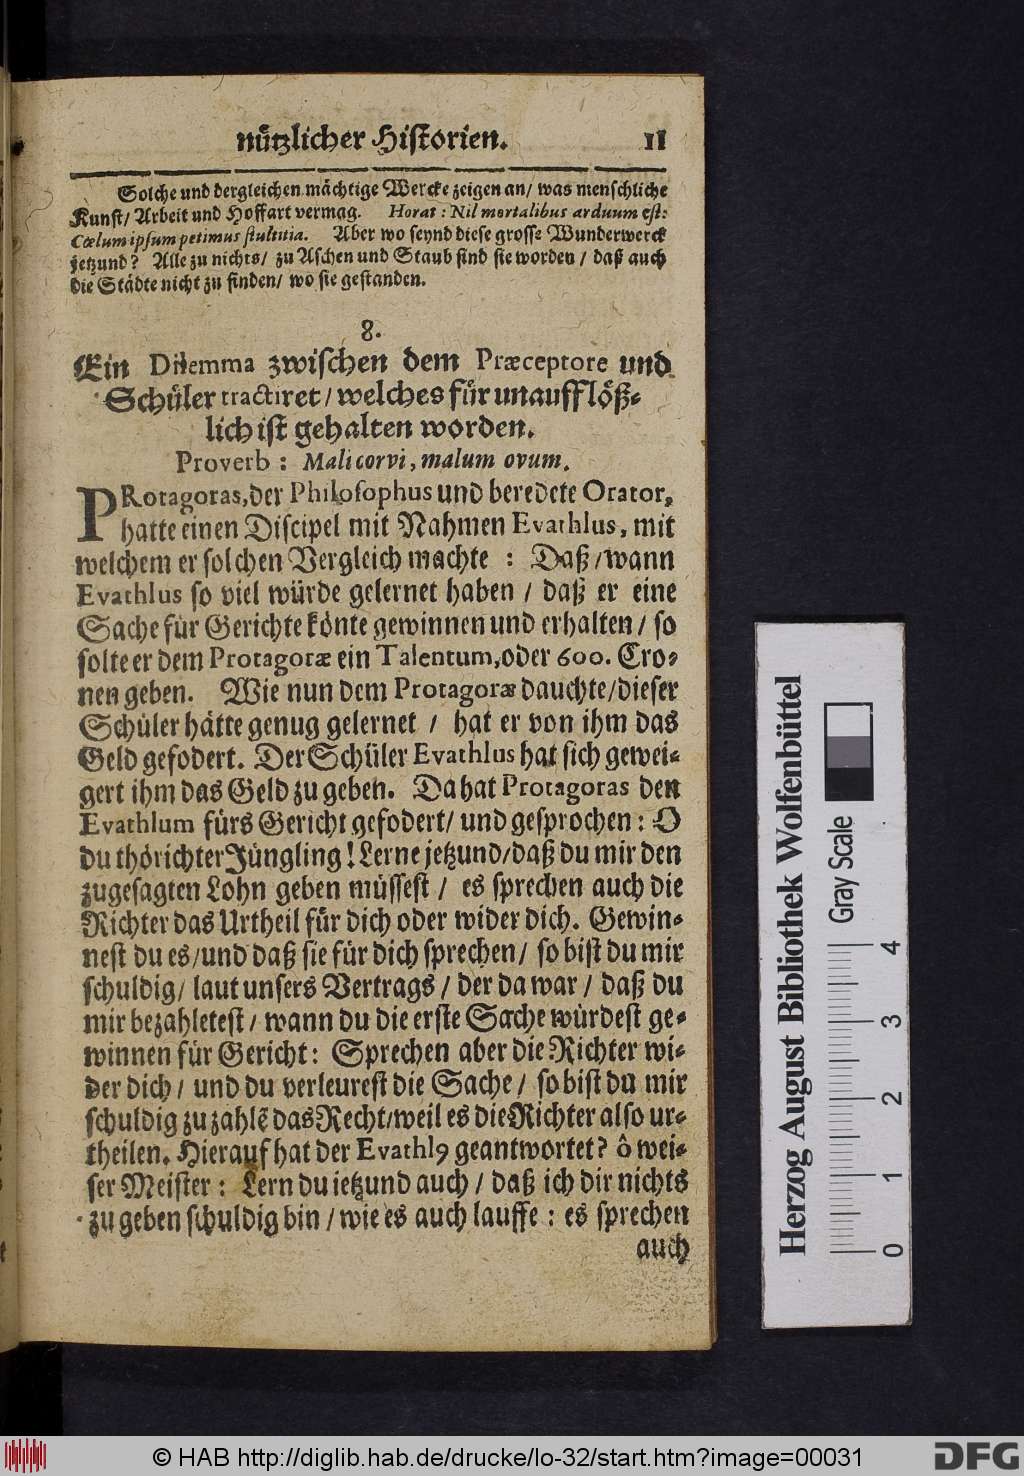 nützlicher Historien. 11
Solche und dergleichen mächtige Wercke zeigen an/ was menschliche
Kunst/ Arbeit und Hoffart vermag. Horat: Nil mortalibus arduum est:
Cœlum ipsum petimus stultitia. Aber wo seynd diese grosse Wunderwerck
jetzund? Alle zu nichts/ zu Aschen und Staub sind sie worden/ daß auch
die Städte nicht zu finden/ wo sie gestanden.
8.
Ein Dilemma zwischen dem Præceptore und
Schüler tractiret/ welches für unaufflöß-
lich ist gehalten worden.
Proverb: Mali corvi, malum ovum.
PRotagoras, der Philosophus und beredete Orator,
hatte einen Discipel mit Nahmen Evathlus, mit
welchem er solchen Vergleich machte: Daß/ wann
Evathlus so viel würde gelernet haben/ daß er eine
Sache für Gerichte könte gewinnen und erhalten/ so
solte er dem Protagoræ ein Talentum, oder 600. Cro-
nen geben. Wie nun dem Protagoræ dauchte/ dieser
Schüler hätte genug gelernet/ hat er von ihm das
Geld gefodert. Der Schüler Evathlus hat sich gewei-
gert ihm das Geld zu geben. Da hat Protagoras den
Evathlum fürs Gericht gefodert/ und gesprochen: O
du thörichter Jüngling! Lerne jetzund/ daß du mir den
zugesagten Lohn geben müssest/ es sprechen auch die
Richter das Urtheil für dich oder wider dich. Gewin-
nest du es/ und daß sie für dich sprechen/ so bist du mir
schuldig/ laut unsers Vertrags/ der da war/ daß du
mir bezahletest/ wann du die erste Sache würdest ge-
winnen für Gericht: Sprechen aber die Richter wi-
der dich/ und du verleurest die Sache/ so bist du mir
schuldig zu zahlē das Recht/ weil es die Richter also ur-
theilen. Hierauf hat der Evathl9 geantwortet? ô wei-
ser Meister: Lern du ietzund auch/ daß ich dir nichts
zu geben schuldig bin/ wie es auch lauffe: es sprechen
auch
Herzog August Bibliothek Wolfenbüttel
Gray Scale
0 1 2 3 4
© HAB http://diglib.hab.de/drucke/lo-32/start.htm?image=00031
DFG